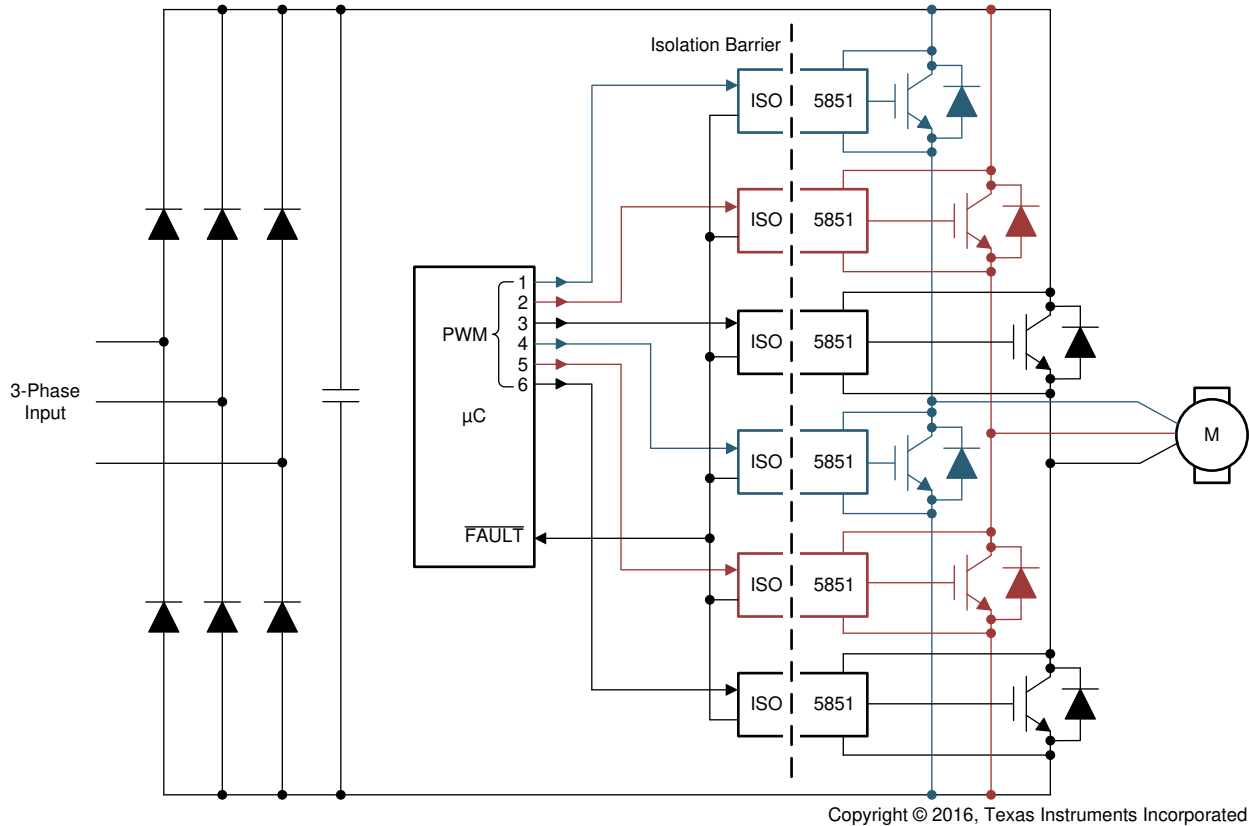 Isolation Barrier
ISO 5851
ISO 5851
1
2
3
4
5
6
PWM
ISO 5851
3-Phase
Input
µC
M
ISO 5851
FAULT
ISO 5851
ISO 5851
Copyright © 2016, Texas Instruments Incorporated